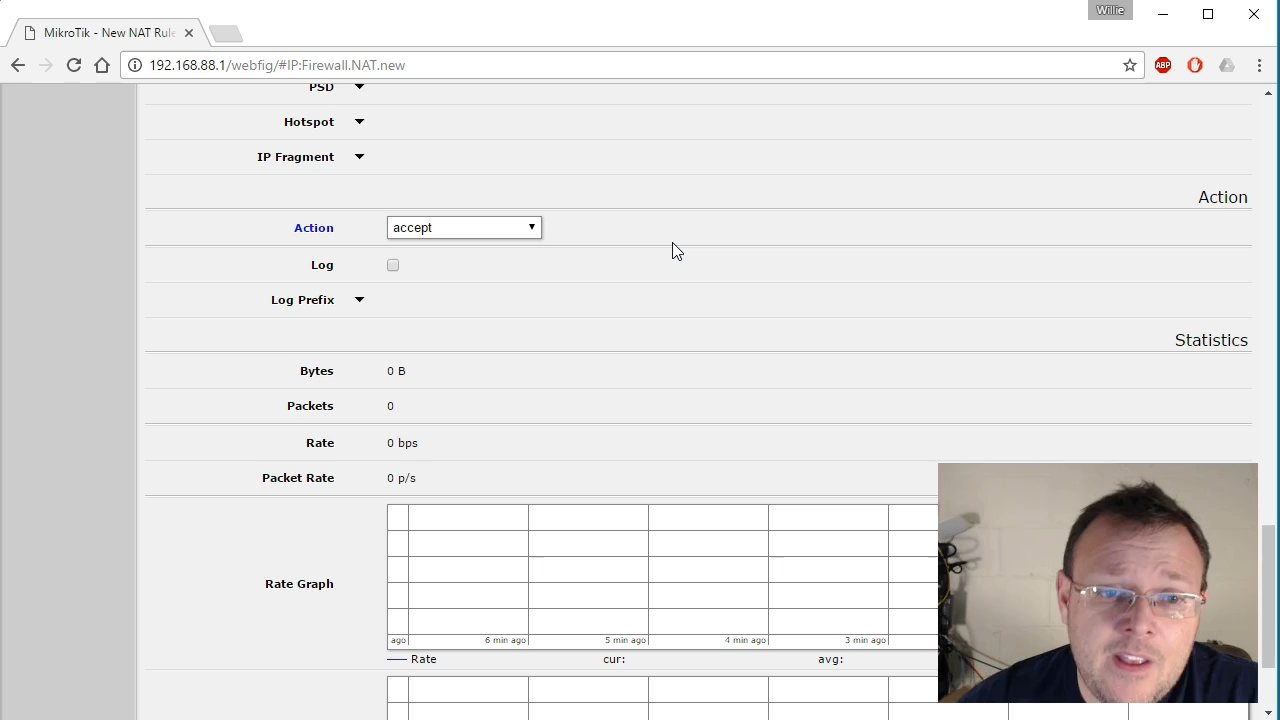 Willie
MikroTik - New NAT Rule
192.168.88.1/webfig/#IP:Firewall.NAT.new
ABP
PSD
Hotspot
IP Fragment
Action
Action accept
Log
Log Prefix
Statistics
Bytes 0 B
Packets 0
Rate 0 bps
Packet Rate 0 p/s
Rate Graph
ago 6 min ago 5 min ago 4 min ago 3 min ago
Rate cur: avg: